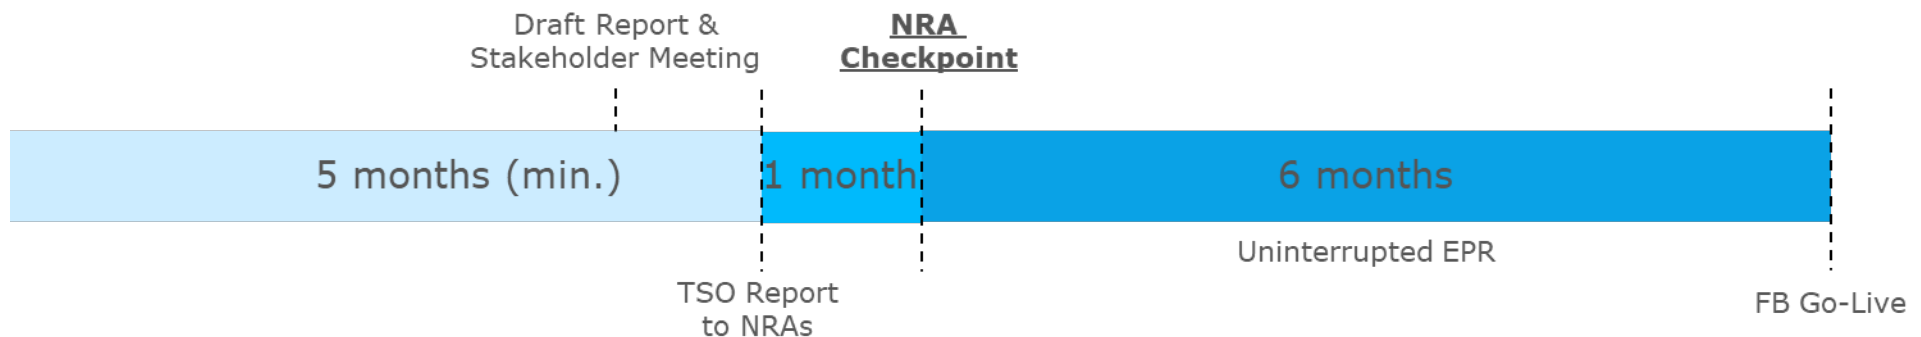 Draft Report &
Stakeholder Meeting
NRA
Checkpoint
5 months (min.)
1 month
6 months
Uninterrupted EPR
TSO Report
to NRAs
FB Go-Live